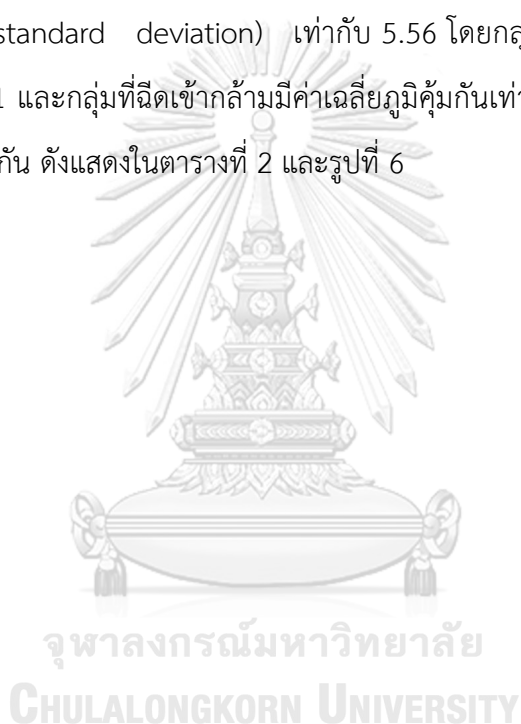 standard deviation) เท่ากับ 5.56 โดยกลุ
และกลุ่มที่ฉีดเข้ากล้ามมีค่าเฉลี่ยภูมิคุ้มกันเท่า
กัน ดังแสดงในตารางที่ 2 และรูปที่ 6
จุฬาลงกรณ์มหาวิทยาลัย
CHULALONGKORN UNIVERSITY